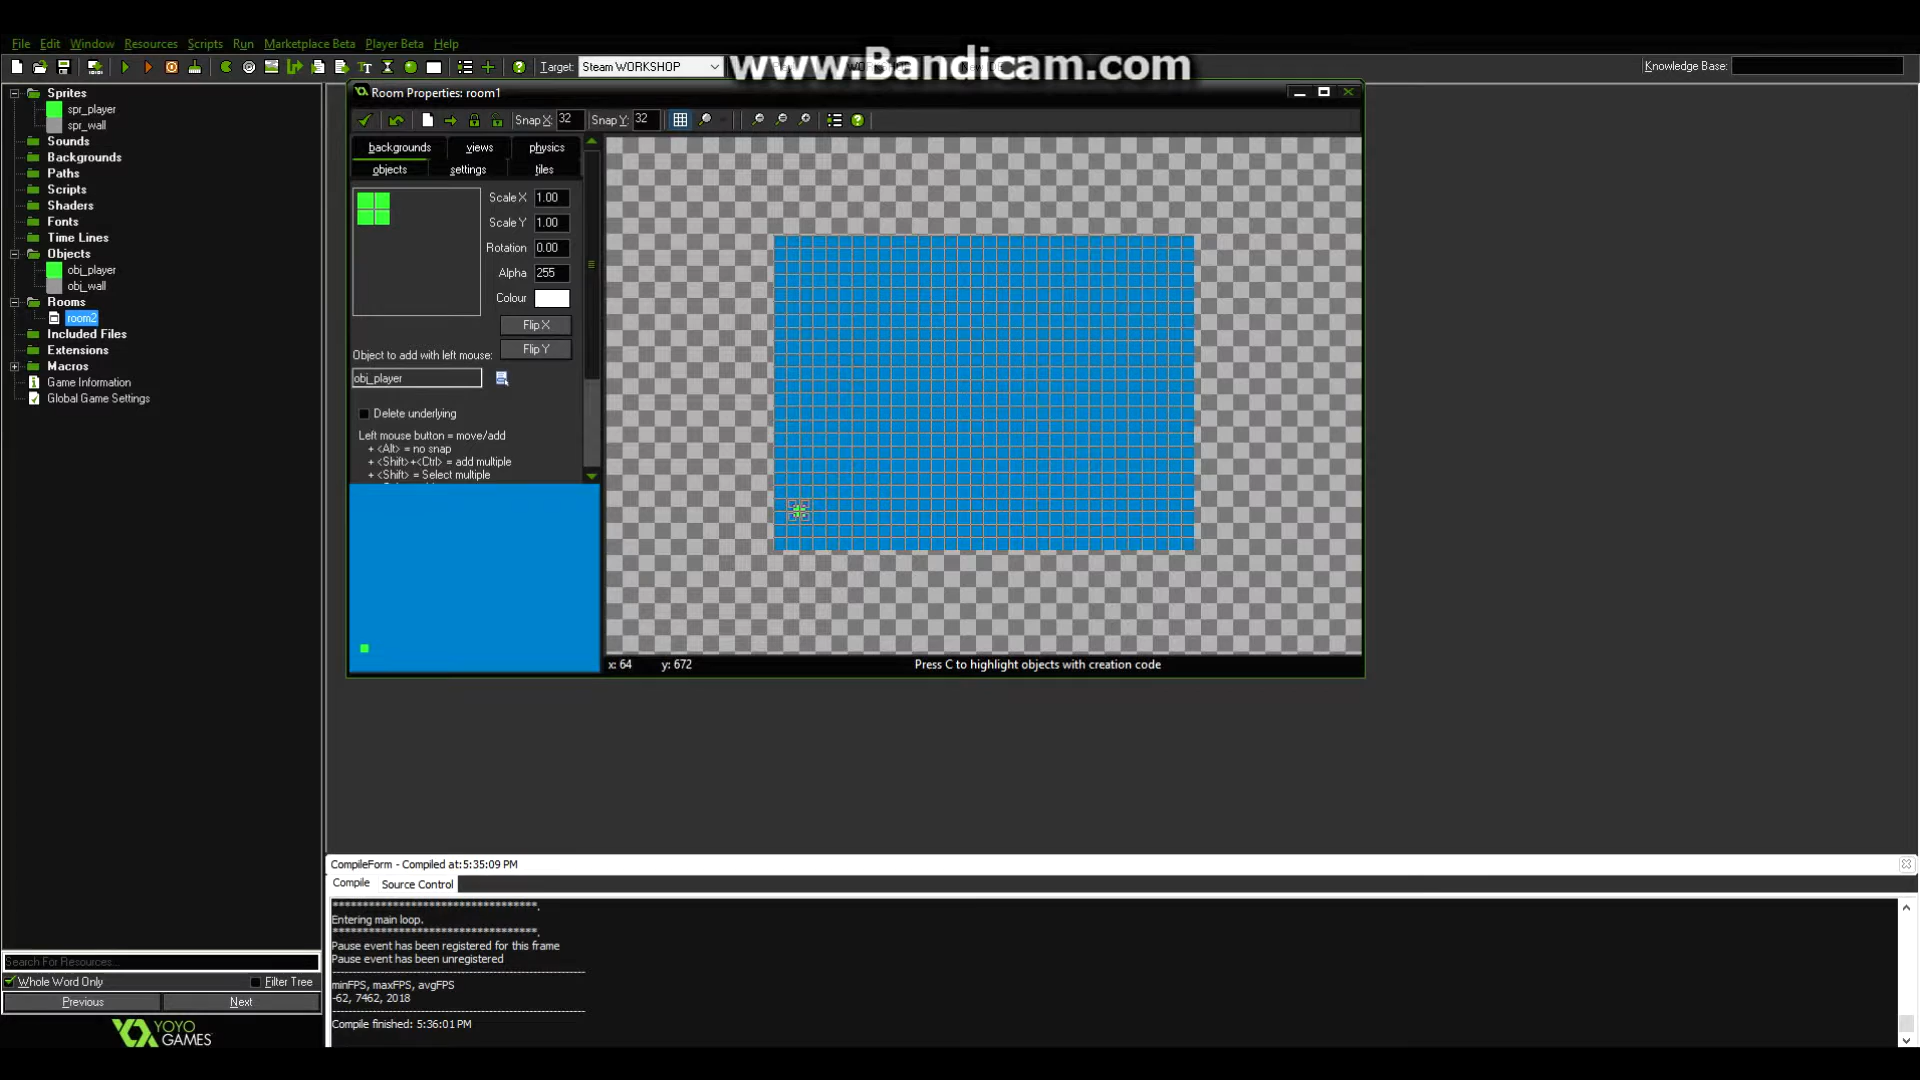 File Edit Window Resources Scripts Run Marketplace Beta Player Beta Help
www.Bandicam.com
Target: Steam WORKSHOP
Knowledge Base:
Sprites
spr_player
spr_wall
Sounds
Backgrounds
Paths
Scripts
Shaders
Fonts
Time Lines
Objects
obj_player
obj_wall
Rooms
room2
Included Files
Extensions
Macros
Game Information
Global Game Settings
Search For Resources...
Whole Word Only
Filter Tree
Previous
Next
YOYO
GAMES
Room Properties: room1
Snap X: 32 Snap Y: 32
backgrounds views physics
objects settings tiles
Scale X 1.00
Scale Y 1.00
Rotation 0.00
Alpha 255
Colour
Flip X
Flip Y
Object to add with left mouse:
obj_player
Delete underlying
Left mouse button = move/add
+ <Alt> = no snap
+ <Shift>+<Ctrl> = add multiple
+ <Shift> = Select multiple
x: 64 y: 672 Press C to highlight objects with creation code
CompileForm - Compiled at:5:35:09 PM
Compile Source Control
***********************************.
Entering main loop.
***********************************.
Pause event has been registered for this frame
Pause event has been unregistered
minFPS, maxFPS, avgFPS
-62, 7462, 2018
Compile finished: 5:36:01 PM